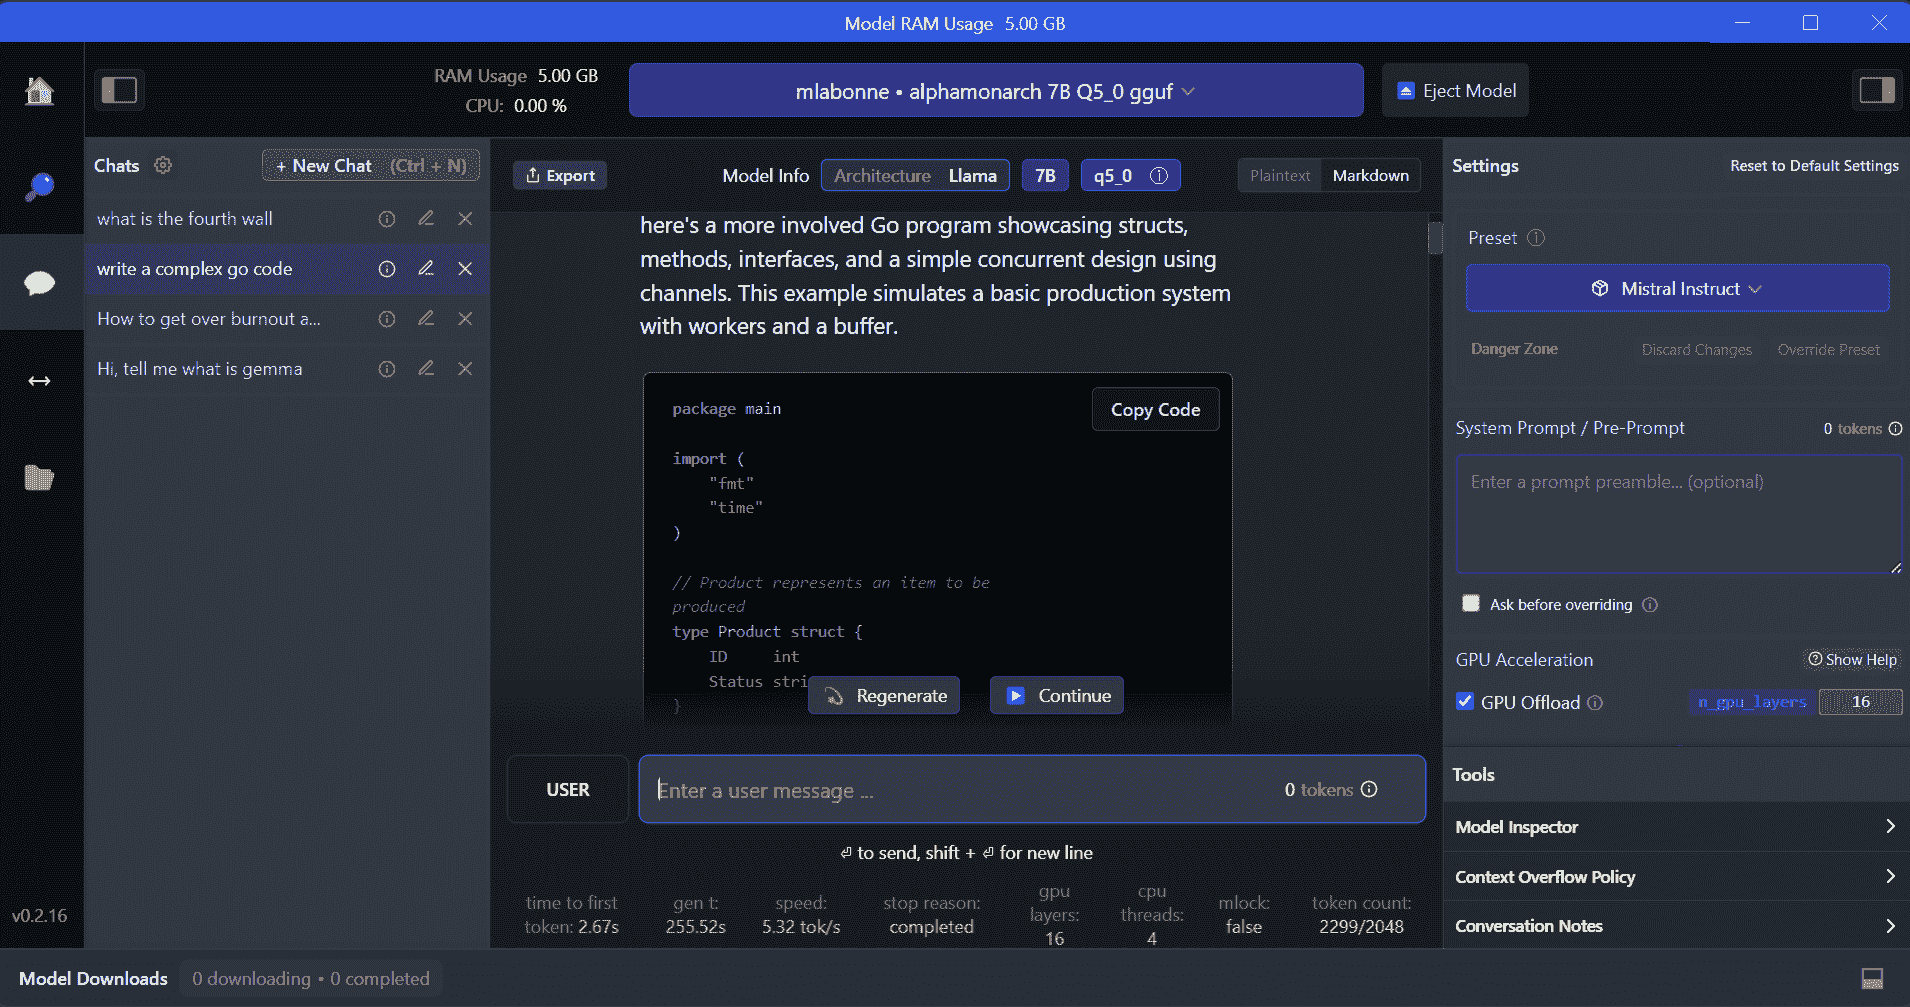 Model RAM Usage 5.00 GB
RAM Usage 5.00 GB
CPU: 0.00 %
mlabonne • alphamonarch 7B Q5_0 gguf
Eject Model
Chats
+ New Chat (Ctrl + N)
what is the fourth wall
write a complex go code
How to get over burnout a...
Hi, tell me what is gemma
v0.2.16
Export
Model Info
Architecture Llama
7B
q5_0
Plaintext
Markdown
here's a more involved Go program showcasing structs,
methods, interfaces, and a simple concurrent design using
channels. This example simulates a basic production system
with workers and a buffer.
Copy Code
package main
import (
"fmt"
"time"
)
// Product represents an item to be
produced
type Product struct {
ID int
Status stri
}
Regenerate
Continue
USER
Enter a user message ...
0 tokens
⏎ to send, shift + ⏎ for new line
time to first
token: 2.67s
gen t:
255.52s
speed:
5.32 tok/s
stop reason:
completed
gpu
layers:
16
cpu
threads:
4
mlock:
false
token count:
2299/2048
Settings
Reset to Default Settings
Preset
Mistral Instruct
Danger Zone
Discard Changes
Override Preset
System Prompt / Pre-Prompt
0 tokens
Enter a prompt preamble... (optional)
Ask before overriding
GPU Acceleration
Show Help
GPU Offload
n_gpu_layers
16
Tools
Model Inspector
Context Overflow Policy
Conversation Notes
Model Downloads
0 downloading • 0 completed